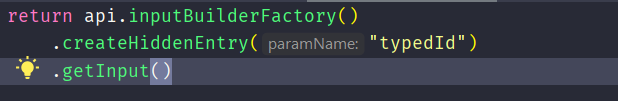 return api.inputBuilderFactory()
.createHiddenEntry( paramName: "typedId")
.getInput()